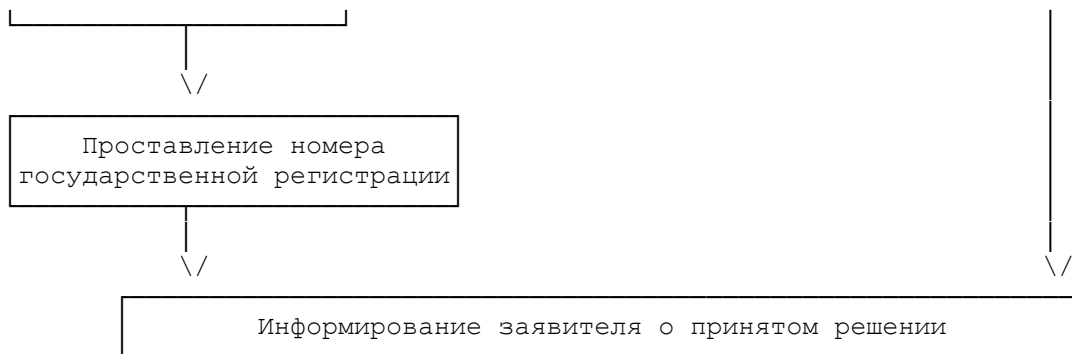 Проставление номера
государственной регистрации
Информирование заявителя о принятом решении